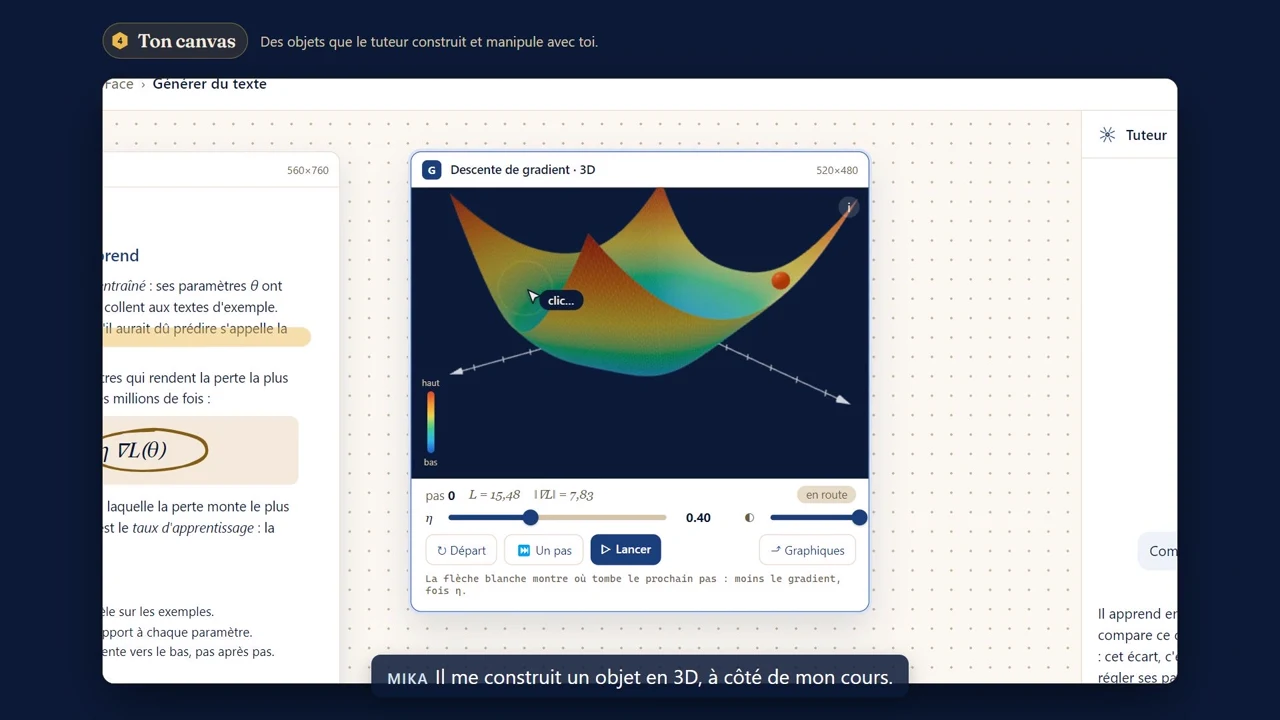 4 Ton canvas Des objets que le tuteur construit et manipule avec toi.
Face › Générer du texte
560×760
G Descente de gradient · 3D 520×480
i
Tuteur
rend
ntraîné : ses paramètres θ ont
collent aux textes d'exemple.
'il aurait dû prédire s'appelle la
clic...
tres qui rendent la perte la plus
s millions de fois :
η ∇L(θ)
haut
bas
laquelle la perte monte le plus
est le taux d'apprentissage : la
pas 0 L = 15,48 ‖∇L‖ = 7,83 en route
η 0.40
↻ Départ ⏭ Un pas ▷ Lancer Graphiques
La flèche blanche montre où tombe le prochain pas : moins le gradient,
fois η.
èle sur les exemples.
pport à chaque paramètre.
ente vers le bas, pas après pas.
Com
Il apprend en
compare ce
: cet écart, c'e
régler ses pa
MIKA Il me construit un objet en 3D, à côté de mon cours.